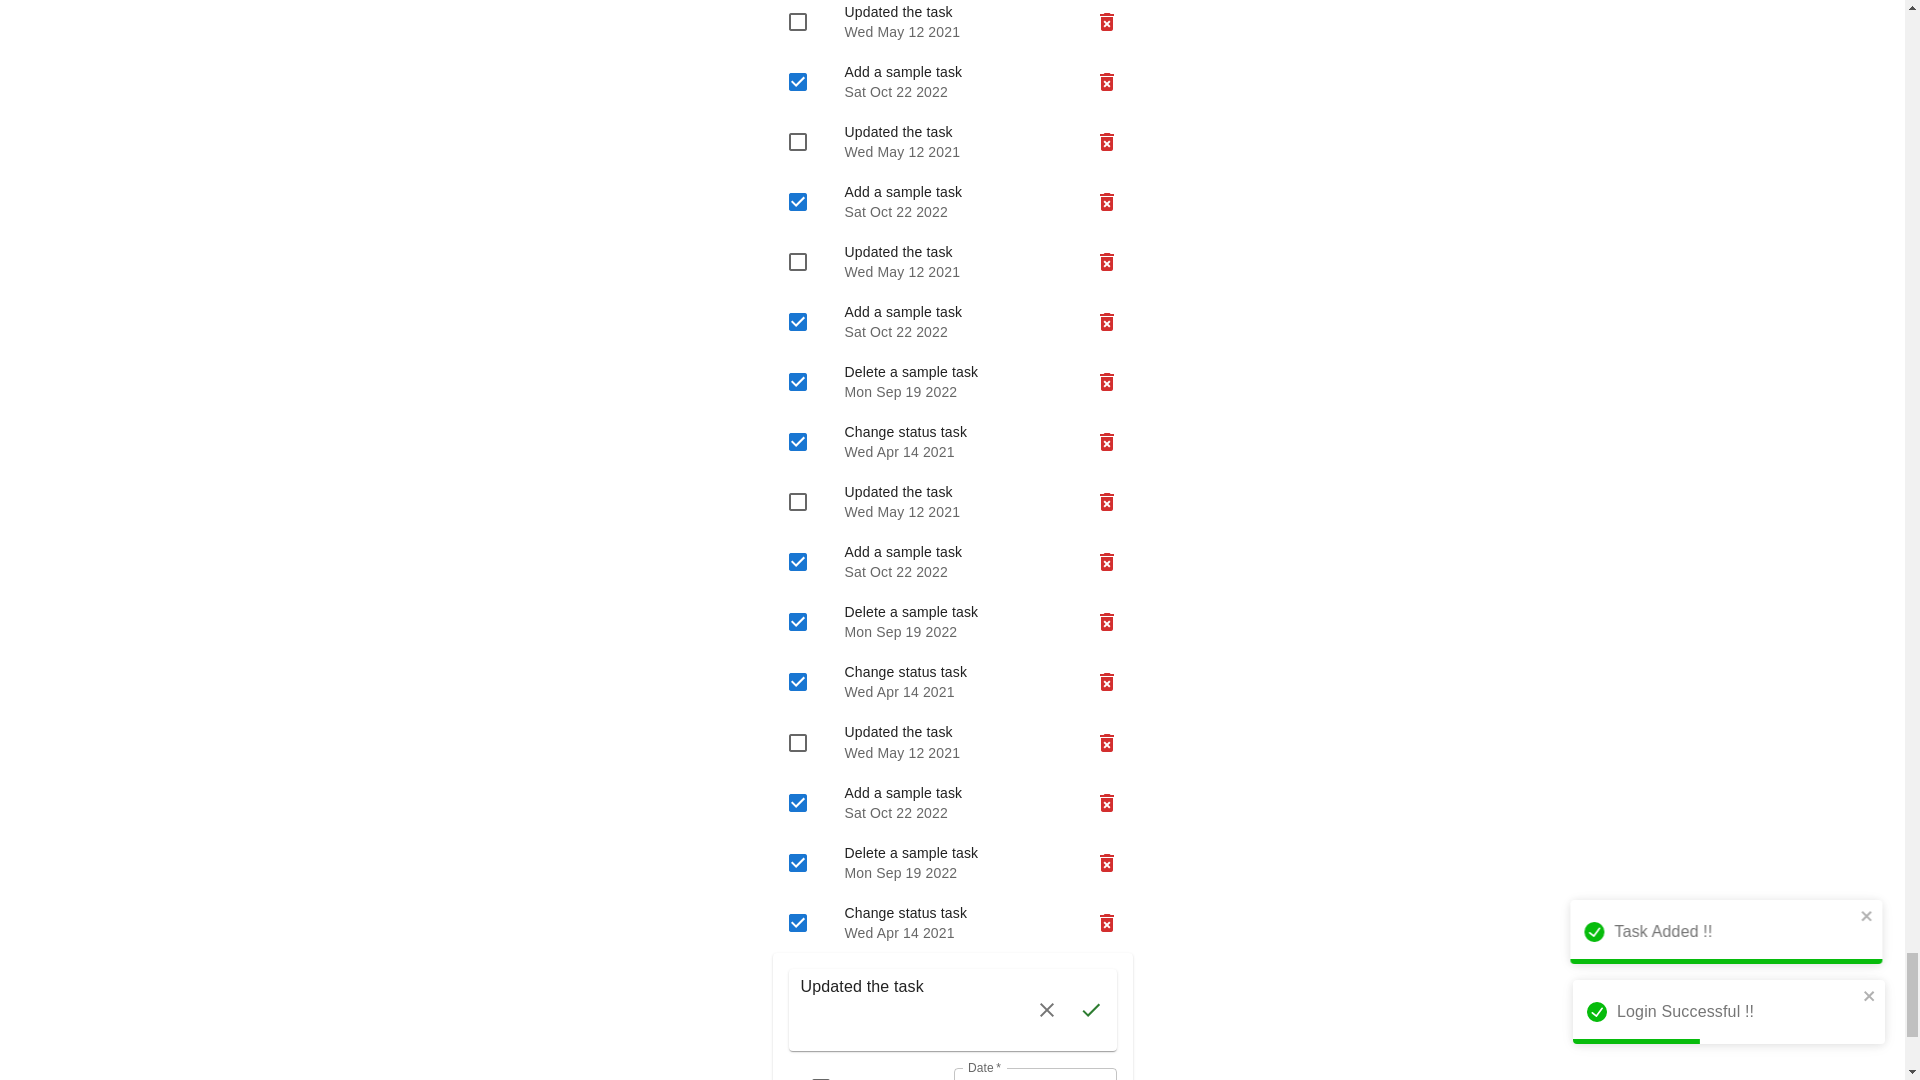 Updated the task
Wed May 12 2021
Add a sample task
Sat Oct 22 2022
Updated the task
Wed May 12 2021
Add a sample task
Sat Oct 22 2022
Updated the task
Wed May 12 2021
Add a sample task
Sat Oct 22 2022
Delete a sample task
Mon Sep 19 2022
Change status task
Wed Apr 14 2021
Updated the task
Wed May 12 2021
Add a sample task
Sat Oct 22 2022
Delete a sample task
Mon Sep 19 2022
Change status task
Wed Apr 14 2021
Updated the task
Wed May 12 2021
Add a sample task
Sat Oct 22 2022
Delete a sample task
Mon Sep 19 2022
Change status task
Wed Apr 14 2021
Updated the task
Date *
Task Added !!
Login Successful !!